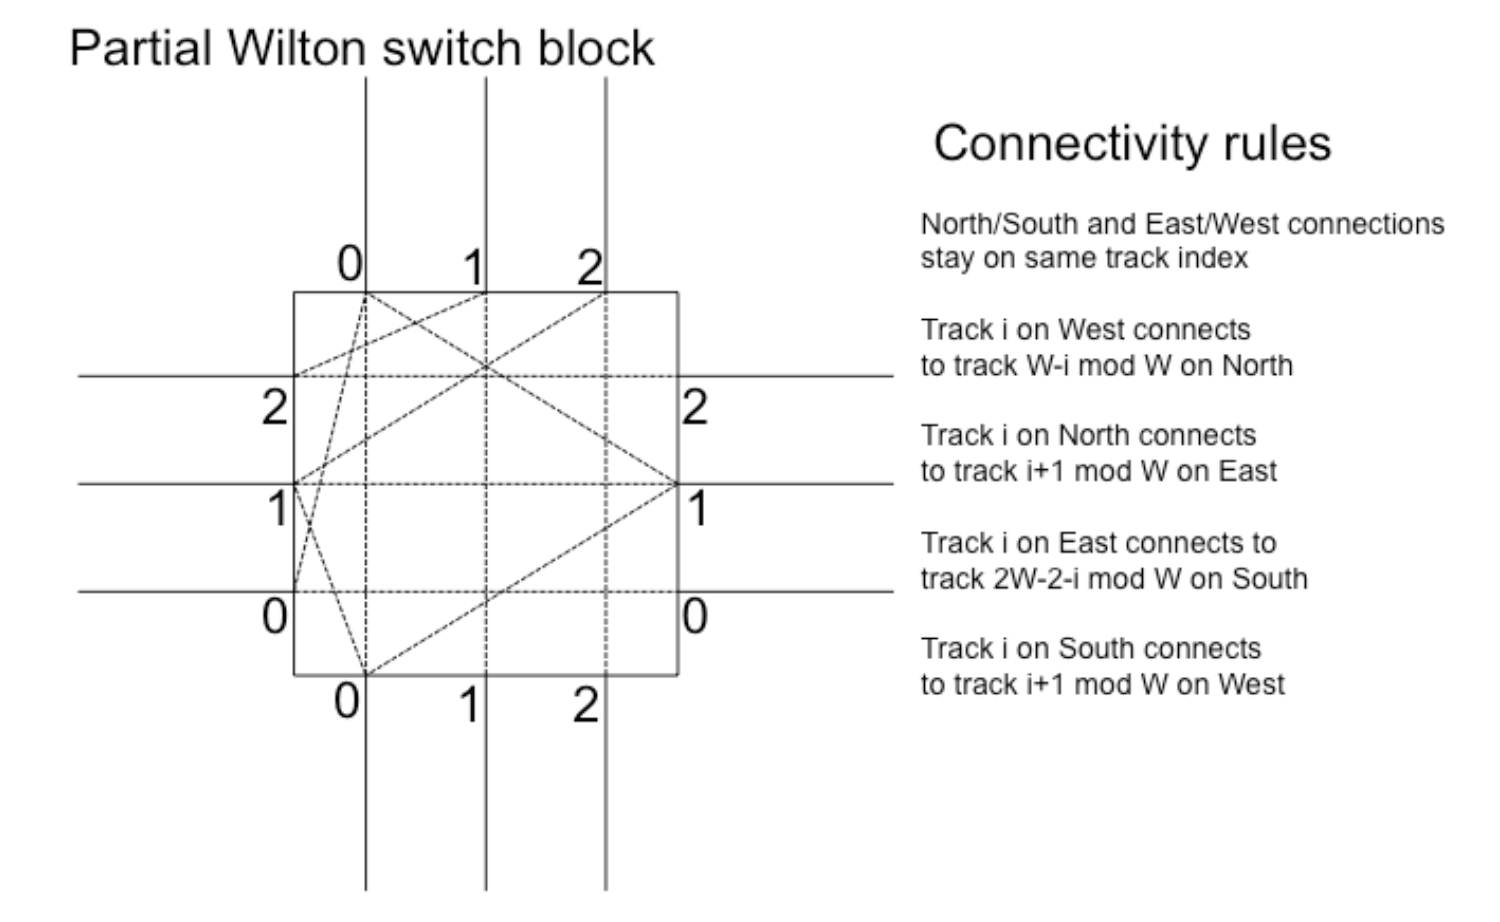 Partial Wilton switch block
Connectivity rules
North/South and East/West connections
stay on same track index
Track i on West connects
to track W-i mod W on North
Track i on North connects
to track i+1 mod W on East
Track i on East connects to
track 2W-2-i mod W on South
Track i on South connects
to track i+1 mod W on West
0 1 2
2 2
1 1
0 0
0 1 2